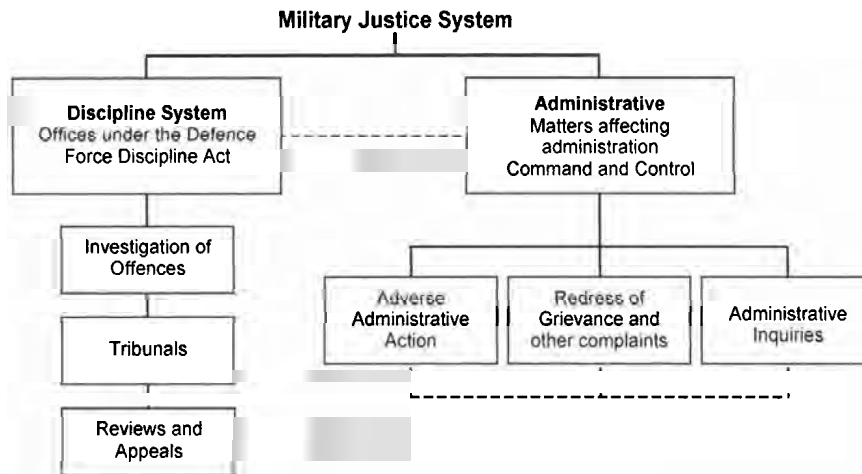 Military Justice System
Discipline System
Offices under the Defence
Force Discipline Act
Administrative
Matters affecting
administration
Command and Control
Investigation of
Offences
Tribunals
Reviews and
Appeals
Adverse
Administrative
Action
Redress of
Grievance and
other complaints
Administrative
Inquiries